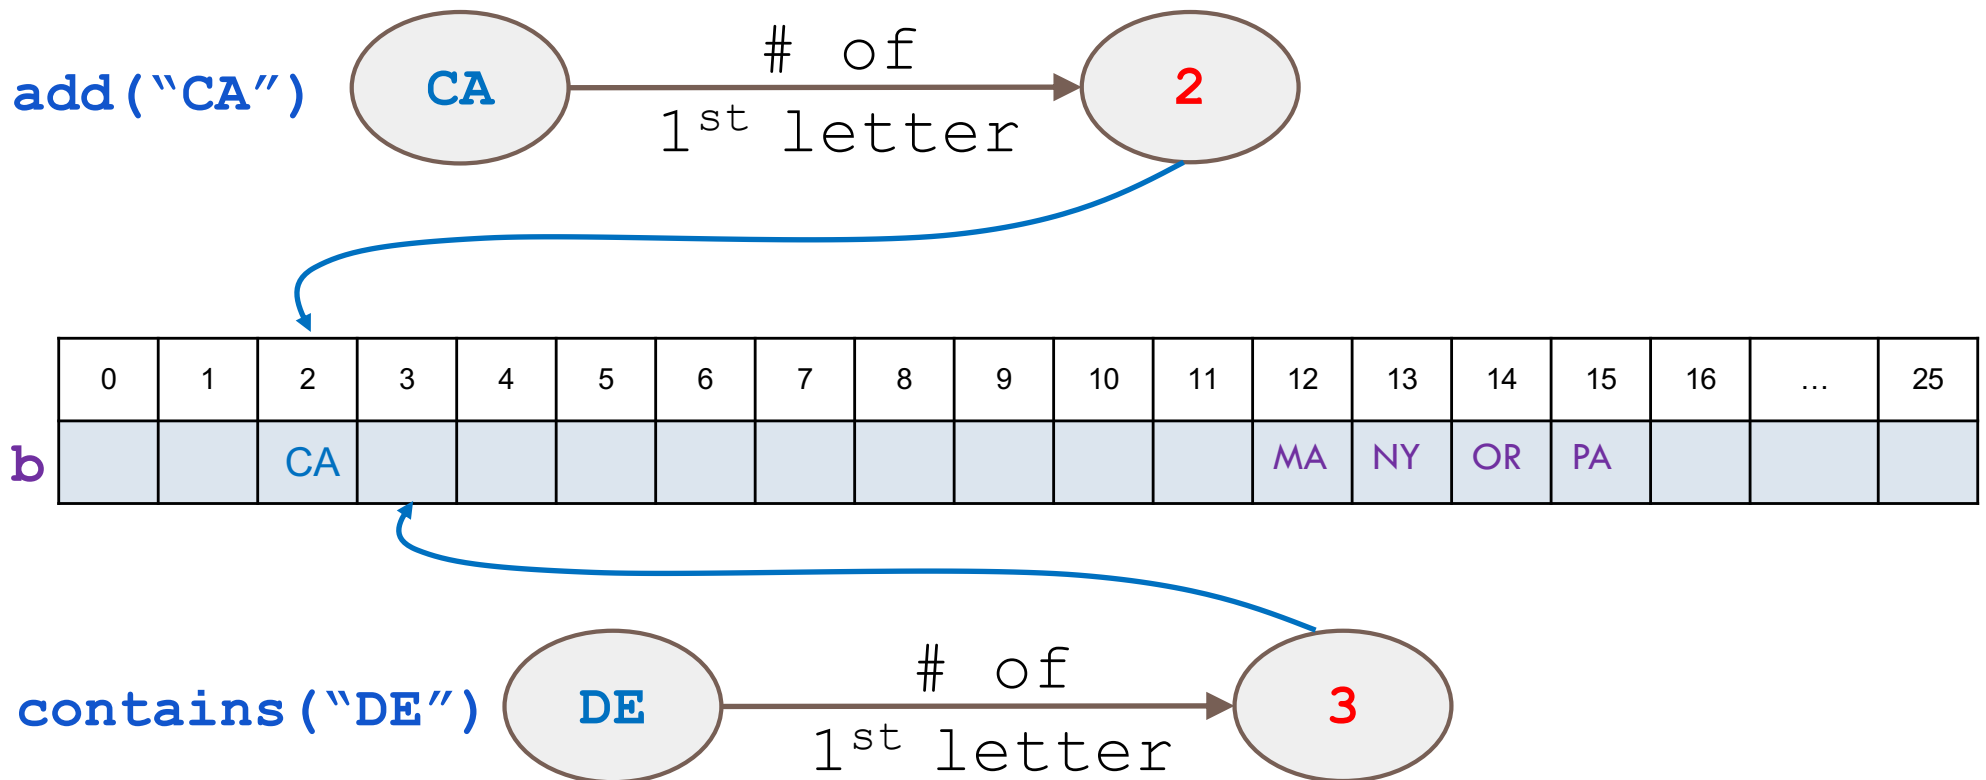 add(“CA”) CA # of 2
1st letter
0 1 2 3 4 5 6 7 8 9 10 11 12 13 14 15 16 ... 25
b CA MA NY OR PA
contains(“DE”) DE # of 3
1st letter